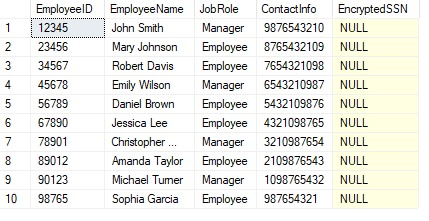 EmployeeID EmployeeName JobRole ContactInfo EncryptedSSN
1 12345 John Smith Manager 9876543210 NULL
2 23456 Mary Johnson Employee 8765432109 NULL
3 34567 Robert Davis Employee 7654321098 NULL
4 45678 Emily Wilson Manager 6543210987 NULL
5 56789 Daniel Brown Employee 5432109876 NULL
6 67890 Jessica Lee Employee 4321098765 NULL
7 78901 Christopher ... Manager 3210987654 NULL
8 89012 Amanda Taylor Employee 2109876543 NULL
9 90123 Michael Turner Manager 1098765432 NULL
10 98765 Sophia Garcia Employee 987654321 NULL